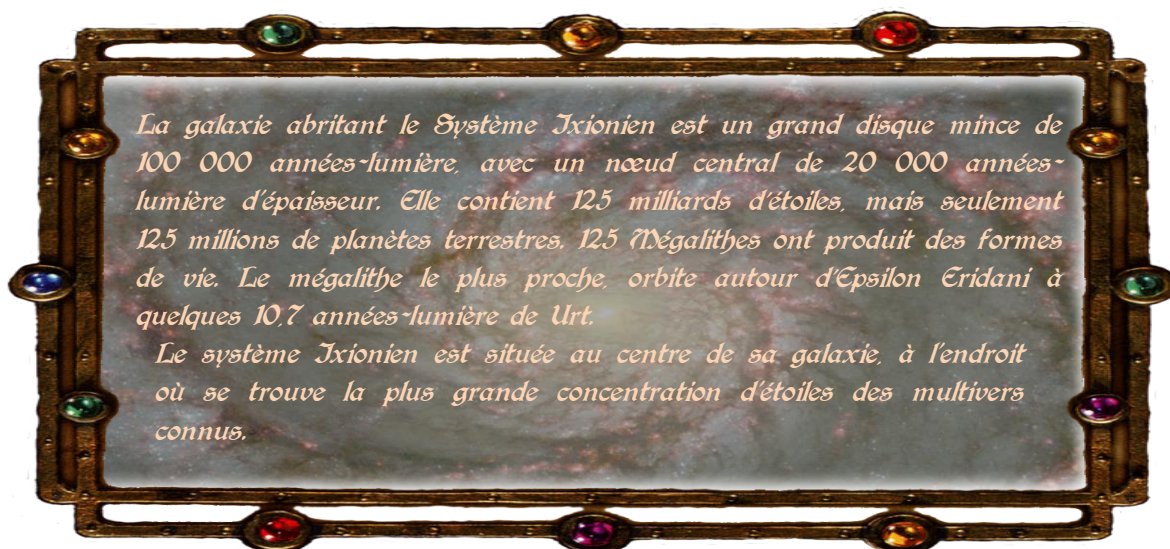 La galaxie abritant le Système Ixionien est un grand disque mince de
100 000 années-lumière, avec un nœud central de 20 000 années-
lumière d'épaisseur. Elle contient 125 milliards d'étoiles, mais seulement
125 millions de planètes terrestres. 125 Mégalithes ont produit des formes
de vie. Le mégalithe le plus proche, orbite autour d'Epsilon Eridani à
quelques 10,7 années-lumière de Urt.
Le système Ixionien est située au centre de sa galaxie, à l'endroit
où se trouve la plus grande concentration d'étoiles des multivers
connus.